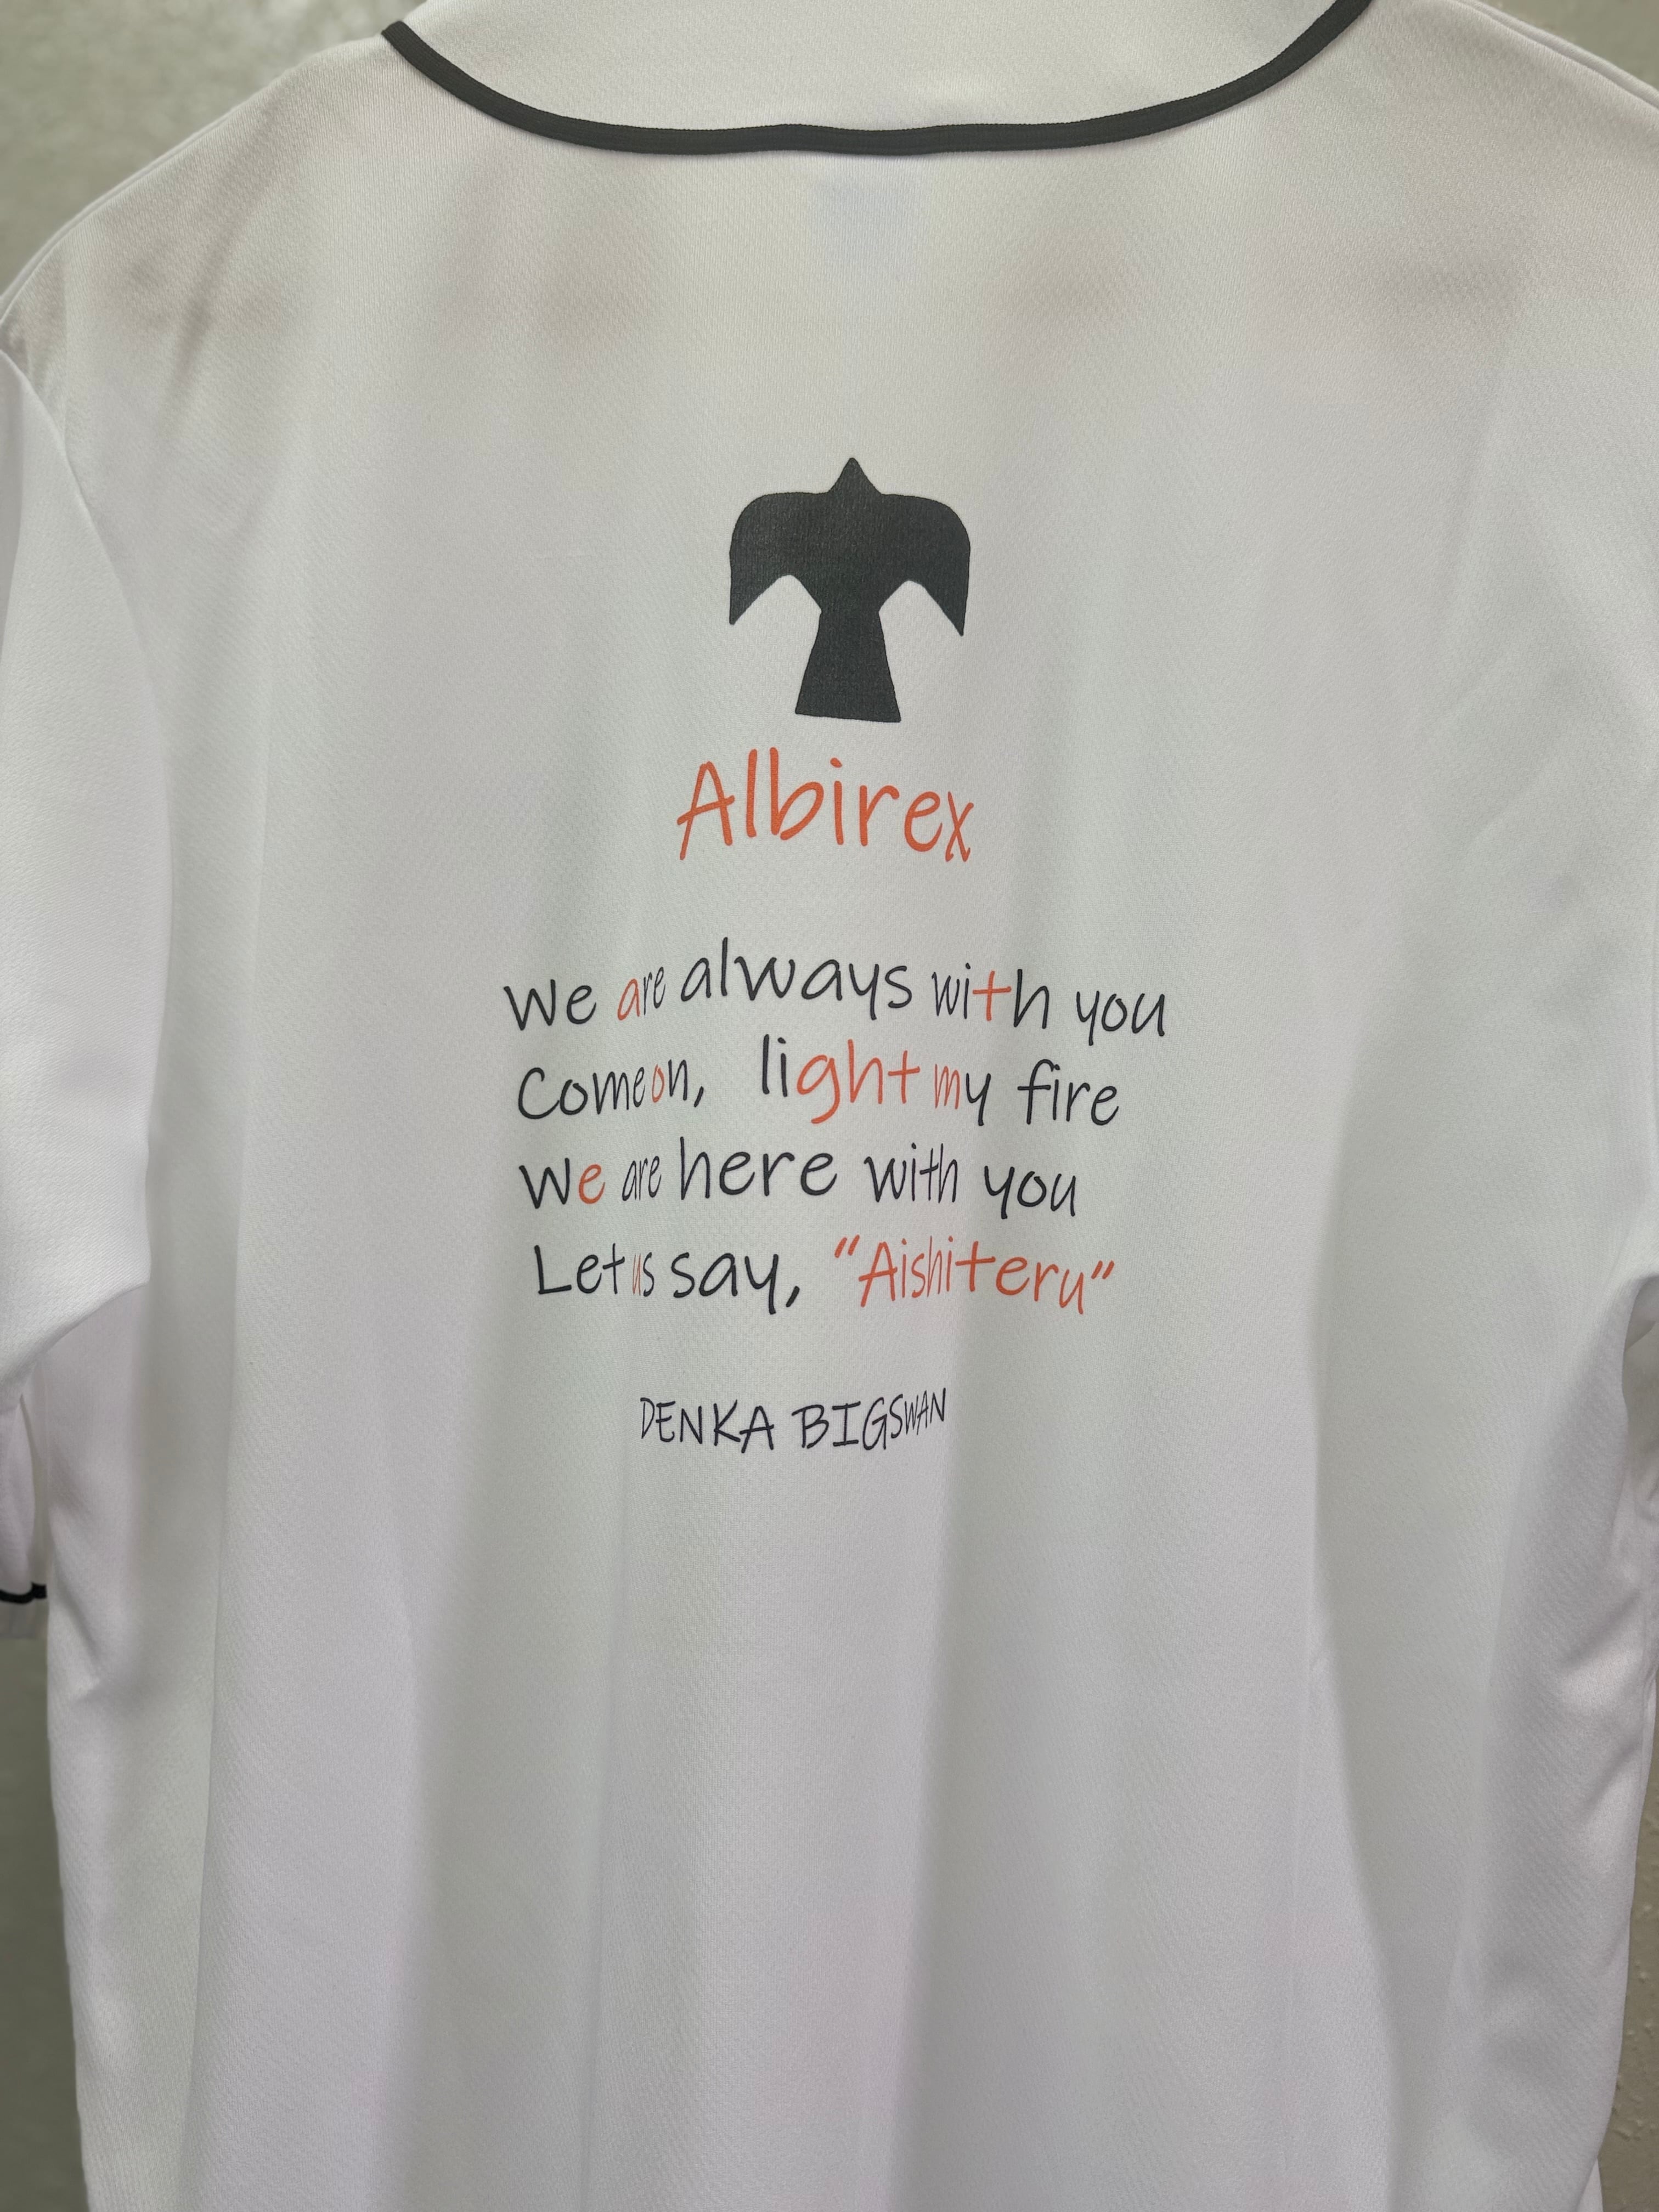 Albirex
We are always with you
Come on, light my fire
We are here with you
Let us say, “Aishiteru”
DENKA BIGSWAN